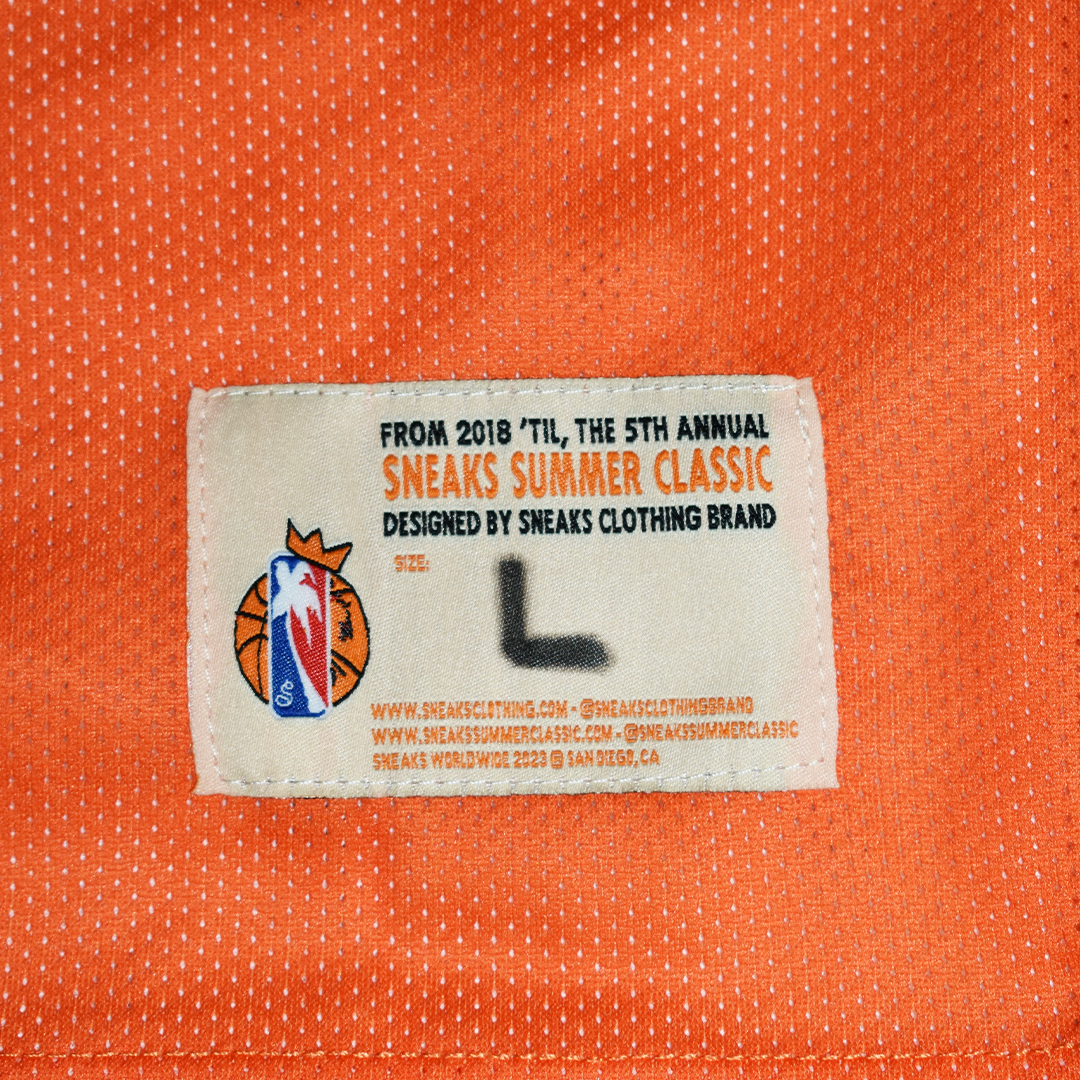 FROM 2018 'TIL, THE 5TH ANNUAL
SNEAKS SUMMER CLASSIC
DESIGNED BY SNEAKS CLOTHING BRAND
SIZE:
L
WWW.SNEAKSCLOTHING.COM - @SNEAKSCLOTHINGBRAND
WWW.SNEAKSSUMMERCLASSIC.COM - @SNEAKSSUMMERCLASSIC
SNEAKS WORLDWIDE 2023 © SAN DIEGO, CA